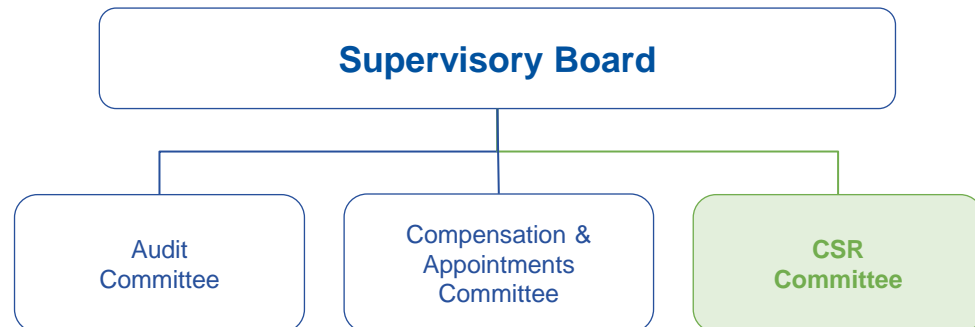 Supervisory Board
Audit
Committee
Compensation &
Appointments
Committee
CSR
Committee